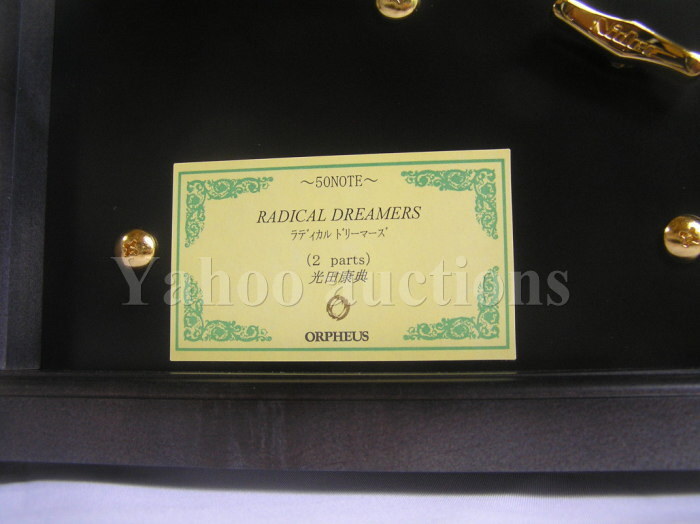 Nidec
~50NOTE~
RADICAL DREAMERS
ラディカル ドリーマーズ
(2 parts)
光田康典
Yahoo auctions
ORPHEUS